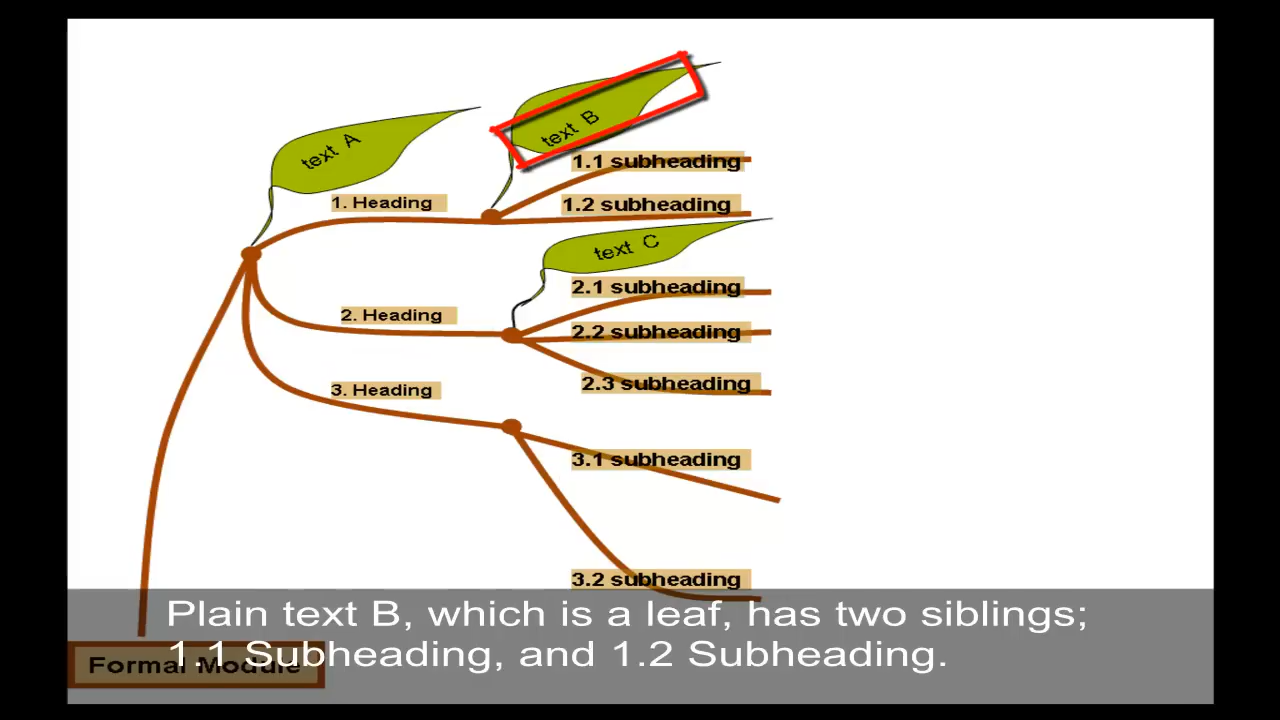 text B
text A
1.1 subheading
1. Heading
1.2 subheading
text C
2.1 subheading
2. Heading
2.2 subheading
2.3 subheading
3. Heading
3.1 subheading
3.2 subheading
Plain text B, which is a leaf, has two siblings;
1.1 Subheading, and 1.2 Subheading.
Formal Module